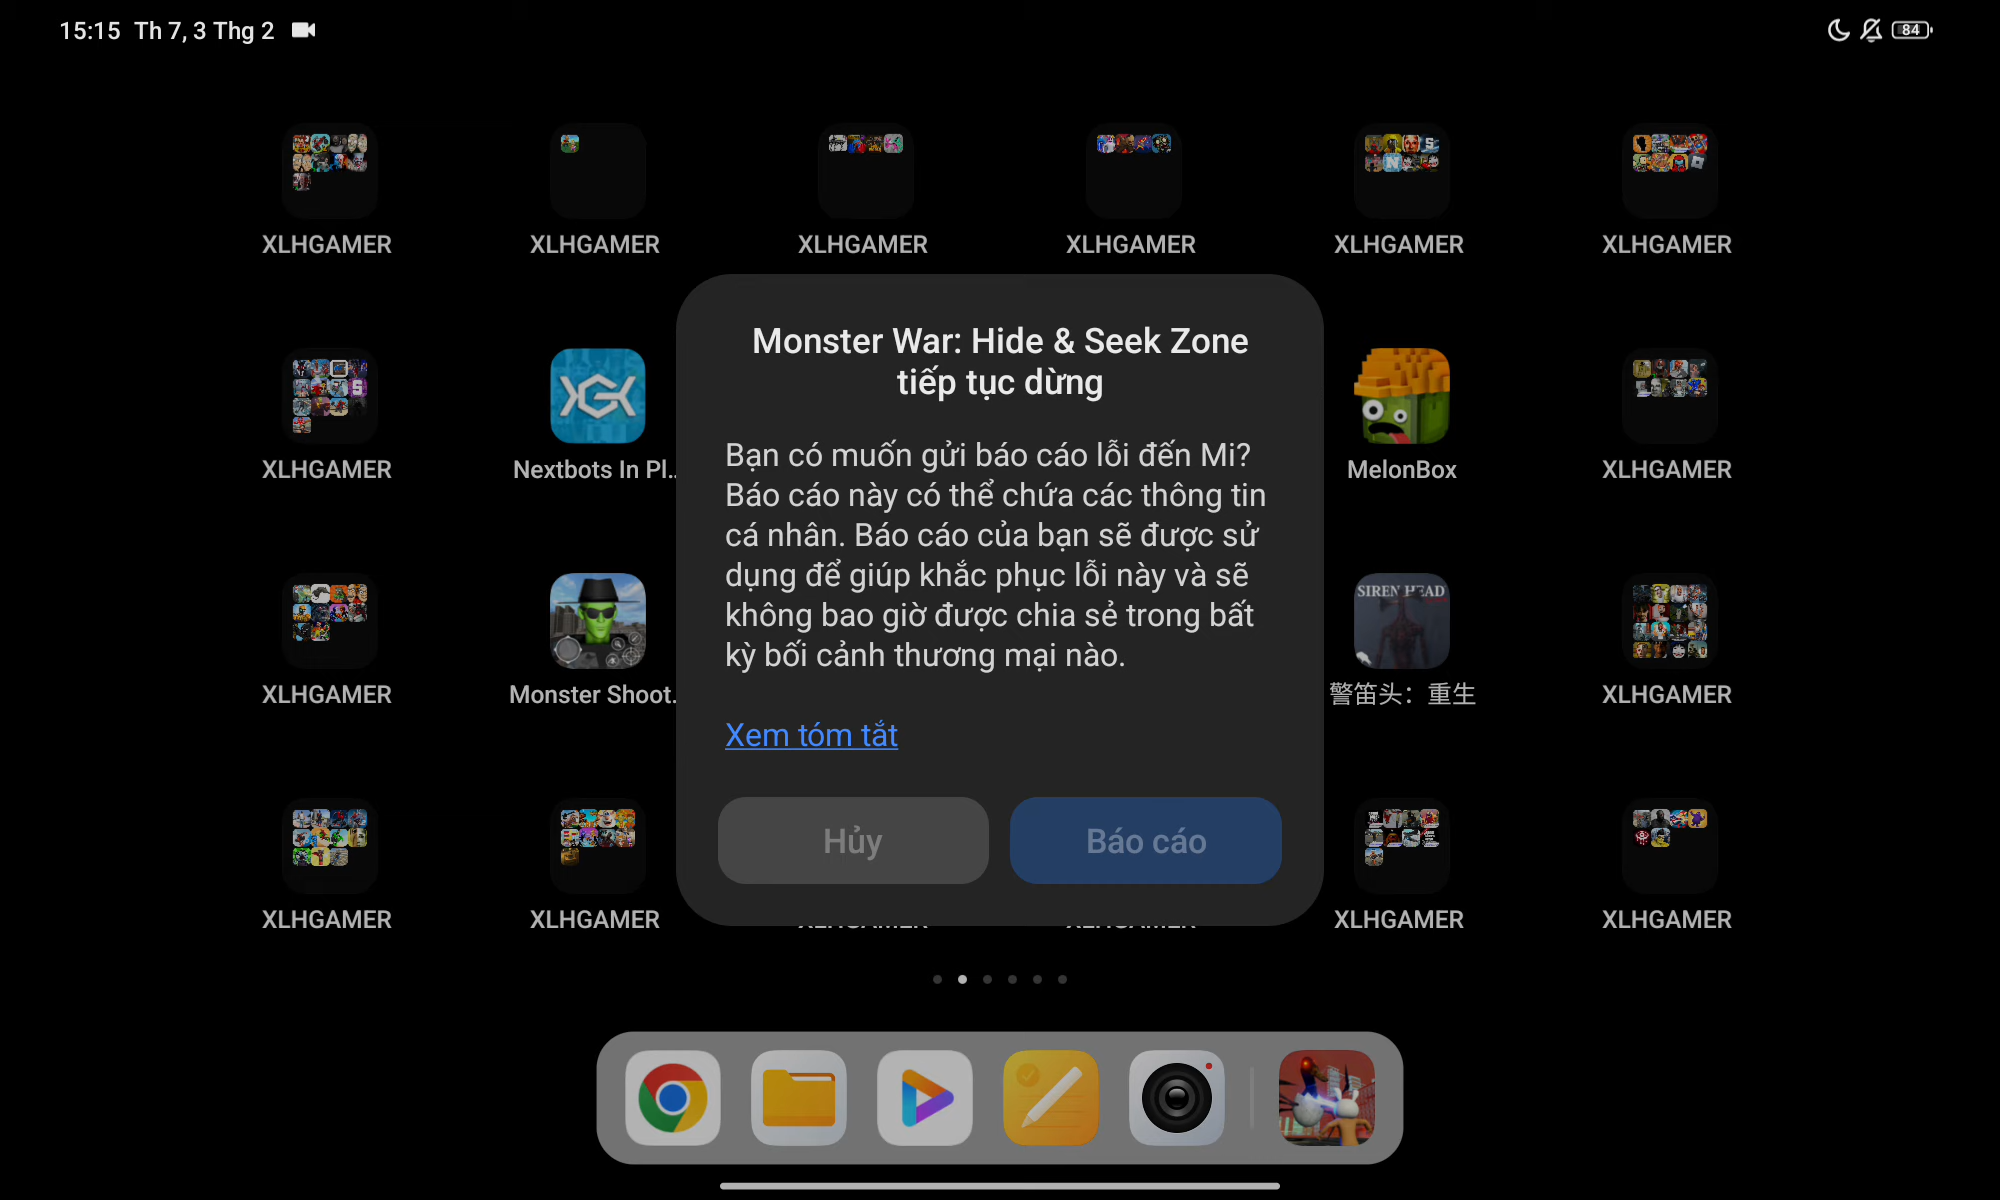 15:15 Th 7, 3 Thg 2
84
XLHGAMER
XLHGAMER
XLHGAMER
XLHGAMER
XLHGAMER
XLHGAMER
Monster War: Hide & Seek Zone
tiếp tục dừng
Bạn có muốn gửi báo cáo lỗi đến Mi?
Báo cáo này có thể chứa các thông tin
cá nhân. Báo cáo của bạn sẽ được sử
dụng để giúp khắc phục lỗi này và sẽ
không bao giờ được chia sẻ trong bất
kỳ bối cảnh thương mại nào.
Xem tóm tắt
Hủy
Báo cáo
XLHGAMER
Nextbots In Pl..
MelonBox
XLHGAMER
XLHGAMER
Monster Shoot.
SIREN HEAD
警笛头：重生
XLHGAMER
XLHGAMER
XLHGAMER
XLHGAMER
XLHGAMER
XLHGAMER
XLHGAMER